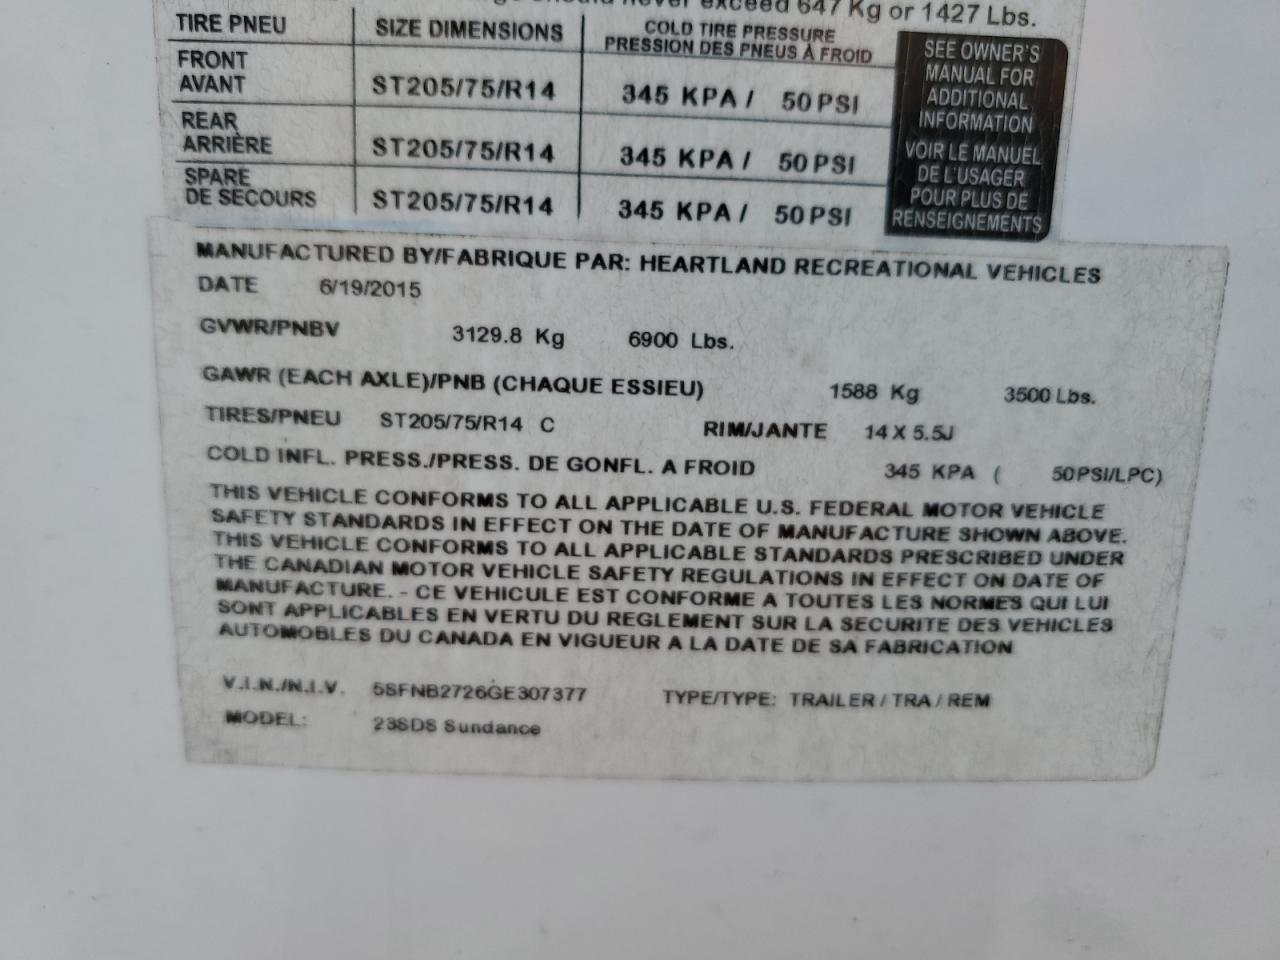 should never exceed 647 Kg or 1427 Lbs.
TIRE PNEU SIZE DIMENSIONS COLD TIRE PRESSURE
PRESSION DES PNEUS À FROID
FRONT
AVANT ST205/75/R14 345 KPA / 50 PSI
REAR
ARRIÈRE ST205/75/R14 345 KPA / 50 PSI
SPARE
DE SECOURS ST205/75/R14 345 KPA / 50 PSI
SEE OWNER'S
MANUAL FOR
ADDITIONAL
INFORMATION
VOIR LE MANUEL
DE L'USAGER
POUR PLUS DE
RENSEIGNEMENTS
MANUFACTURED BY/FABRIQUE PAR: HEARTLAND RECREATIONAL VEHICLES
DATE 6/19/2015
GVWR/PNBV 3129.8 Kg 6900 Lbs.
GAWR (EACH AXLE)/PNB (CHAQUE ESSIEU) 1588 Kg 3500 Lbs.
TIRES/PNEU ST205/75/R14 C RIM/JANTE 14 X 5.5J
COLD INFL. PRESS./PRESS. DE GONFL. A FROID 345 KPA ( 50PSI/LPC)
THIS VEHICLE CONFORMS TO ALL APPLICABLE U.S. FEDERAL MOTOR VEHICLE
SAFETY STANDARDS IN EFFECT ON THE DATE OF MANUFACTURE SHOWN ABOVE.
THIS VEHICLE CONFORMS TO ALL APPLICABLE STANDARDS PRESCRIBED UNDER
THE CANADIAN MOTOR VEHICLE SAFETY REGULATIONS IN EFFECT ON DATE OF
MANUFACTURE. - CE VEHICULE EST CONFORME A TOUTES LES NORMES QUI LUI
SONT APPLICABLES EN VERTU DU REGLEMENT SUR LA SECURITE DES VEHICLES
AUTOMOBLES DU CANADA EN VIGUEUR A LA DATE DE SA FABRICATION
V.I.N./N.I.V. 5SFNB2726GE307377 TYPE/TYPE: TRAILER / TRA / REM
MODEL: 23SDS Sundance